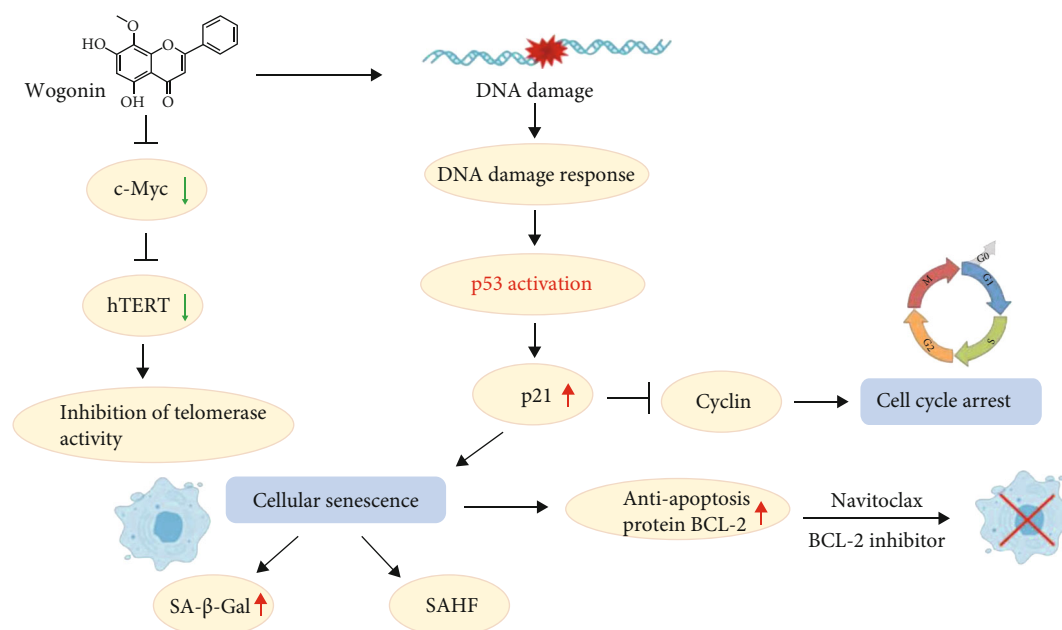 O
HO
O
OH
O
Wogonin
DNA damage
c-Myc
DNA damage response
hTERT
p53 activation
G0
M
G1
G2
S
Inhibition of telomerase
activity
p21
Cyclin
Cell cycle arrest
Cellular senescence
Anti-apoptosis
protein BCL-2
Navitoclax
BCL-2 inhibitor
SA-β-Gal
SAHF